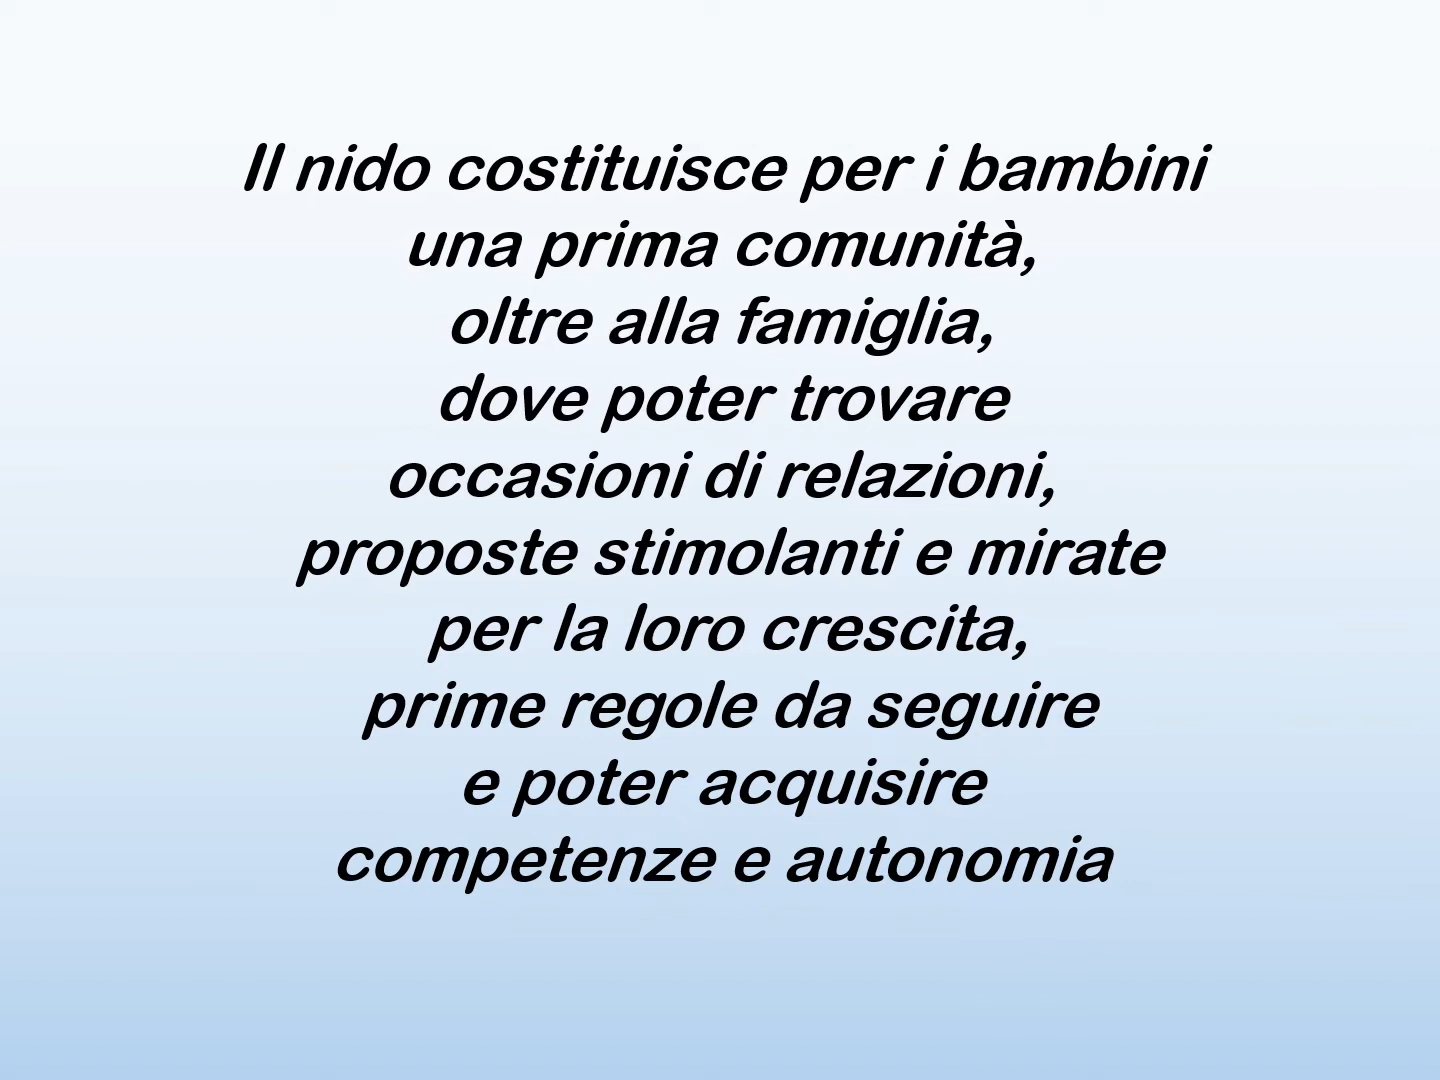 Il nido costituisce per i bambini
una prima comunità,
oltre alla famiglia,
dove poter trovare
occasioni di relazioni,
proposte stimolanti e mirate
per la loro crescita,
prime regole da seguire
e poter acquisire
competenze e autonomia